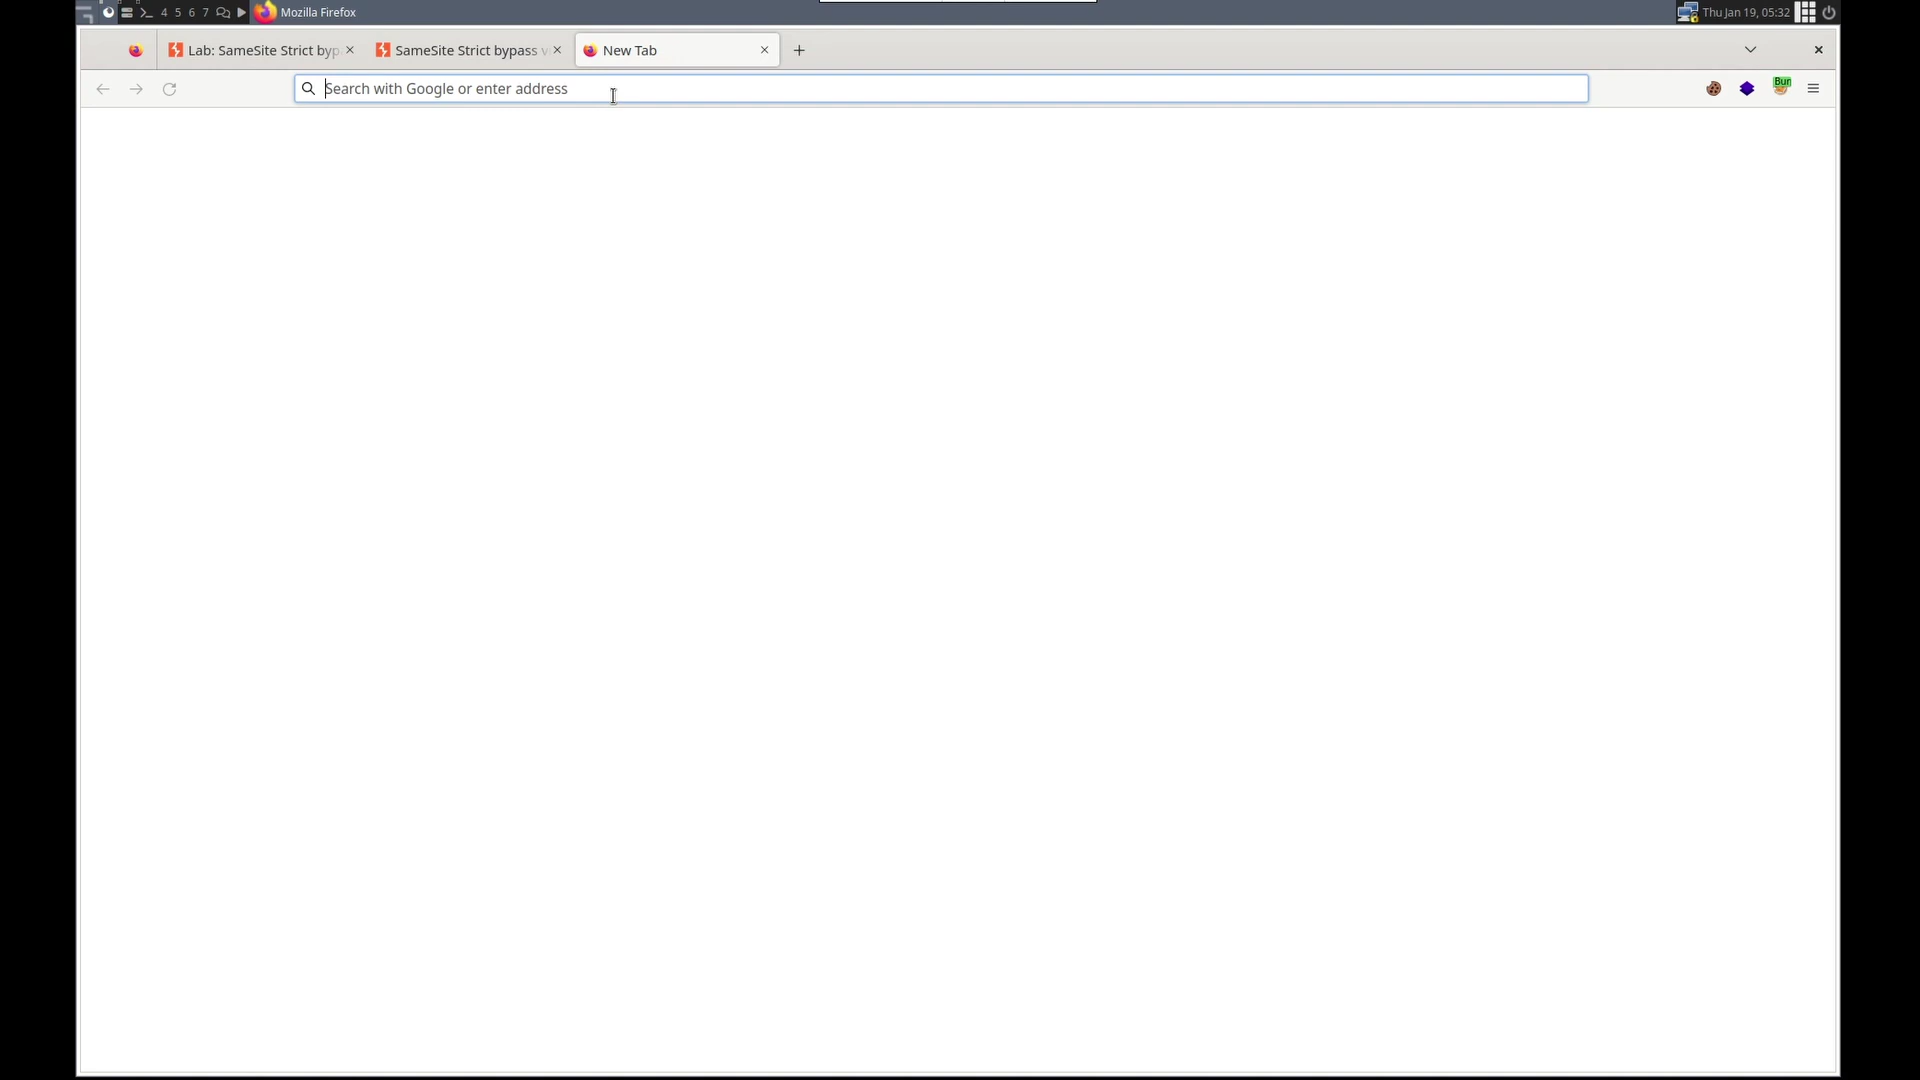 4 5 6 7 Mozilla Firefox Thu Jan 19, 05:32
Lab: SameSite Strict byp SameSite Strict bypass v New Tab
Search with Google or enter address Bur